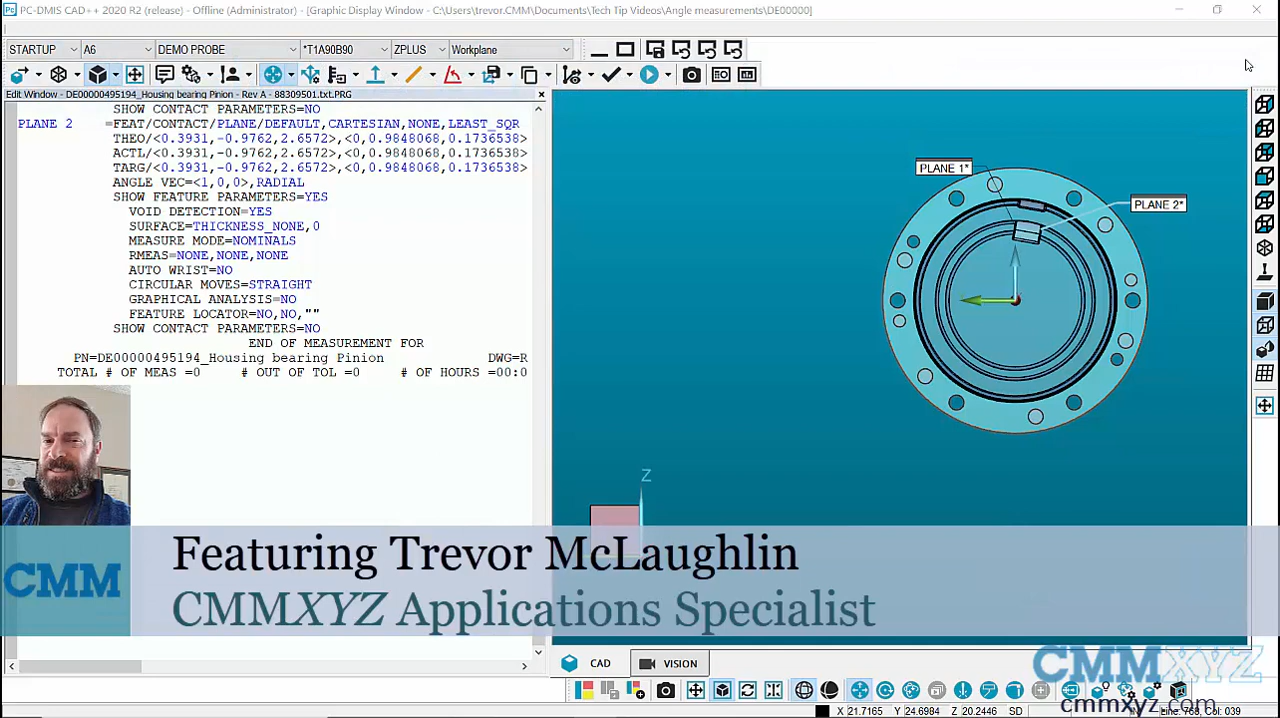 PC-DMIS CAD++ 2020 R2 (release) - Offline (Administrator) - [Graphic Display Window - C:\Users\trevor.CMM\Documents\Tech Tip Videos\Angle measurements\DE00000]
STARTUP A6 DEMO PROBE *T1A90B90 ZPLUS Workplane
Edit Window - DE00000495194_Housing bearing Pinion - Rev A - 88309501.txt.PRG
SHOW CONTACT PARAMETERS=NO
PLANE 2 =FEAT/CONTACT/PLANE/DEFAULT,CARTESIAN,NONE,LEAST_SQR
THEO/<0.3931,-0.9762,2.6572>,<0,0.9848068,0.1736538>
ACTL/<0.3931,-0.9762,2.6572>,<0,0.9848068,0.1736538>
TARG/<0.3931,-0.9762,2.6572>,<0,0.9848068,0.1736538>
ANGLE VEC=<1,0,0>,RADIAL
SHOW FEATURE PARAMETERS=YES
VOID DETECTION=YES
SURFACE=THICKNESS_NONE,0
MEASURE MODE=NOMINALS
RMEAS=NONE,NONE,NONE
AUTO WRIST=NO
CIRCULAR MOVES=STRAIGHT
GRAPHICAL ANALYSIS=NO
FEATURE LOCATOR=NO,NO,""
SHOW CONTACT PARAMETERS=NO
END OF MEASUREMENT FOR
PN=DE00000495194_Housing bearing Pinion DWG=R
TOTAL # OF MEAS =0 # OUT OF TOL =0 # OF HOURS =00:0
PLANE 1*
PLANE 2*
Z
CMM
Featuring Trevor McLaughlin
CMMXYZ Applications Specialist
CAD VISION
CMMXYZ
cmmxyz.com
X 21.7165 Y 24.6984 Z 20.2446 SD Line: 768, Col: 039